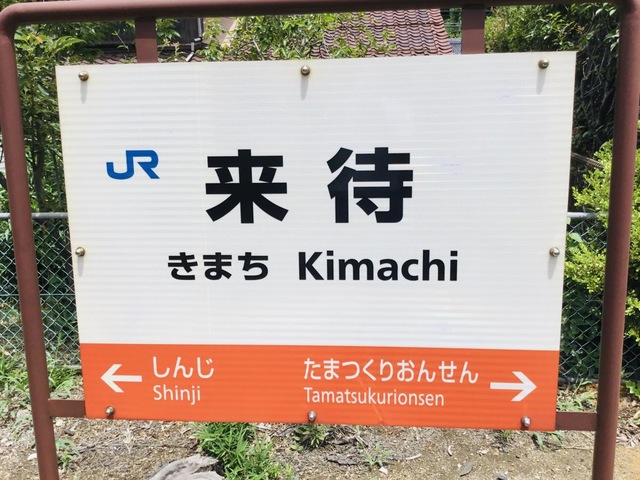 JR 来待
きまち Kimachi
← しんじ たまつくりおんせん →
Shinji Tamatsukurionsen